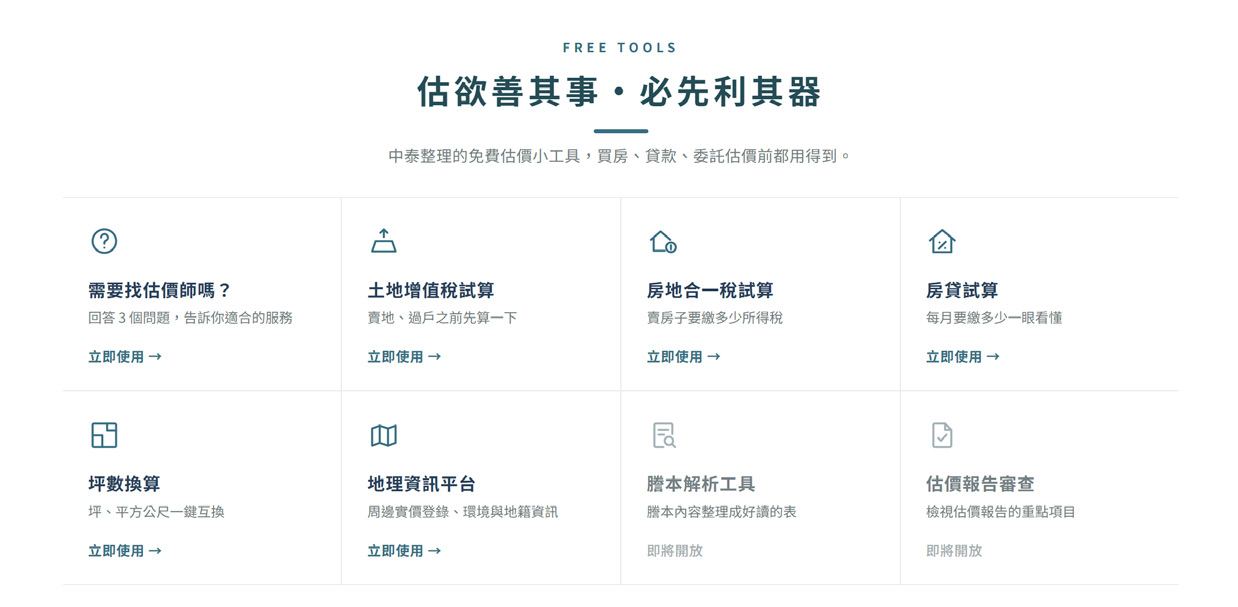 FREE TOOLS
估欲善其事・必先利其器
中泰整理的免費估價小工具，買房、貸款、委託估價前都用得到。
需要找估價師嗎？
回答 3 個問題，告訴你適合的服務
立即使用 →
土地增值稅試算
賣地、過戶之前先算一下
立即使用 →
房地合一稅試算
賣房子要繳多少所得稅
立即使用 →
房貸試算
每月要繳多少一眼看懂
立即使用 →
坪數換算
坪、平方公尺一鍵互換
立即使用 →
地理資訊平台
周邊實價登錄、環境與地籍資訊
立即使用 →
謄本解析工具
謄本內容整理成好讀的表
即將開放
估價報告審查
檢視估價報告的重點項目
即將開放